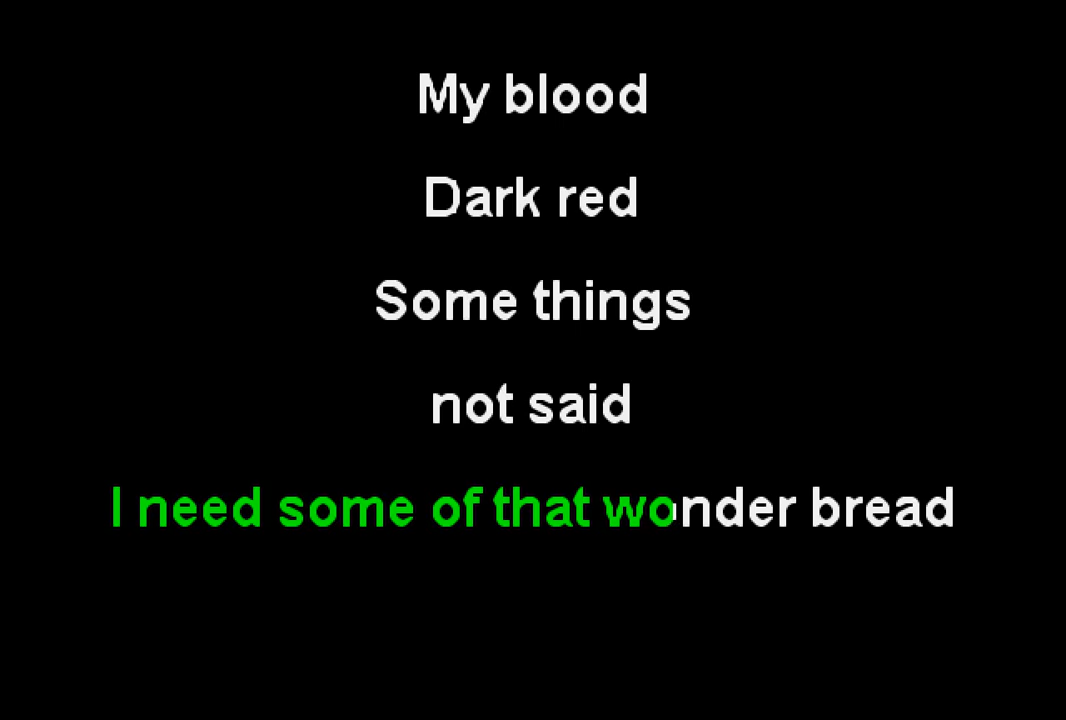 My blood
Dark red
Some things
not said
I need some of that wonder bread